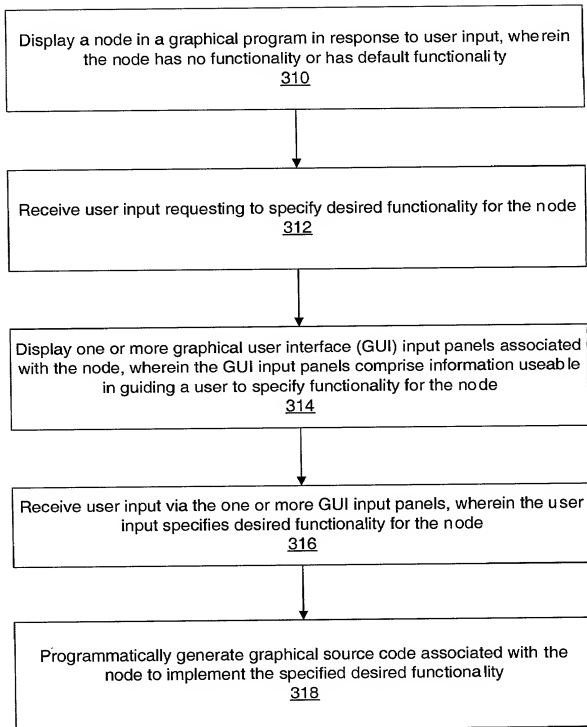 Display a node in a graphical program in response to user input, wherein
the node has no functionality or has default functionality
310
Receive user input requesting to specify desired functionality for the node
312
Display one or more graphical user interface (GUI) input panels associated
with the node, wherein the GUI input panels comprise information useable
in guiding a user to specify functionality for the node
314
Receive user input via the one or more GUI input panels, wherein the user
input specifies desired functionality for the node
316
Programmatically generate graphical source code associated with the
node to implement the specified desired functionality
318